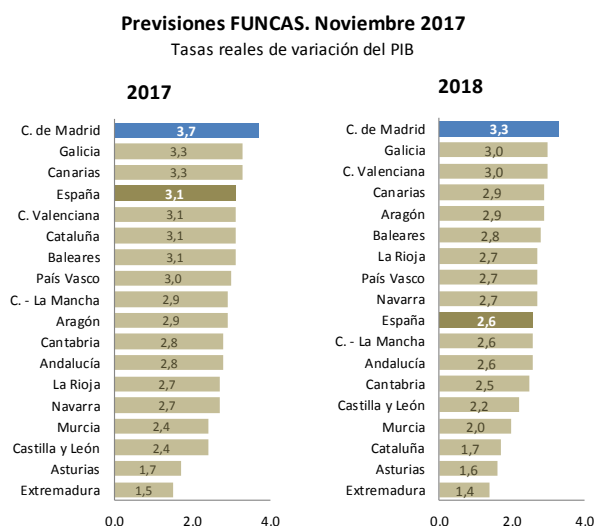 Previsiones FUNCAS. Noviembre 2017
Tasas reales de variación del PIB
2017
C. de Madrid 3,7
Galicia 3,3
Canarias 3,3
España 3,1
C. Valenciana 3,1
Cataluña 3,1
Baleares 3,1
País Vasco 3,0
C. - La Mancha 2,9
Aragón 2,9
Cantabria 2,8
Andalucía 2,8
La Rioja 2,7
Navarra 2,7
Murcia 2,4
Castilla y León 2,4
Asturias 1,7
Extremadura 1,5
0.0 2.0 4.0
2018
C. de Madrid 3,3
Galicia 3,0
C. Valenciana 3,0
Canarias 2,9
Aragón 2,9
Baleares 2,8
La Rioja 2,7
País Vasco 2,7
Navarra 2,7
España 2,6
C. - La Mancha 2,6
Andalucía 2,6
Cantabria 2,5
Castilla y León 2,2
Murcia 2,0
Cataluña 1,7
Asturias 1,6
Extremadura 1,4
0.0 2.0 4.0